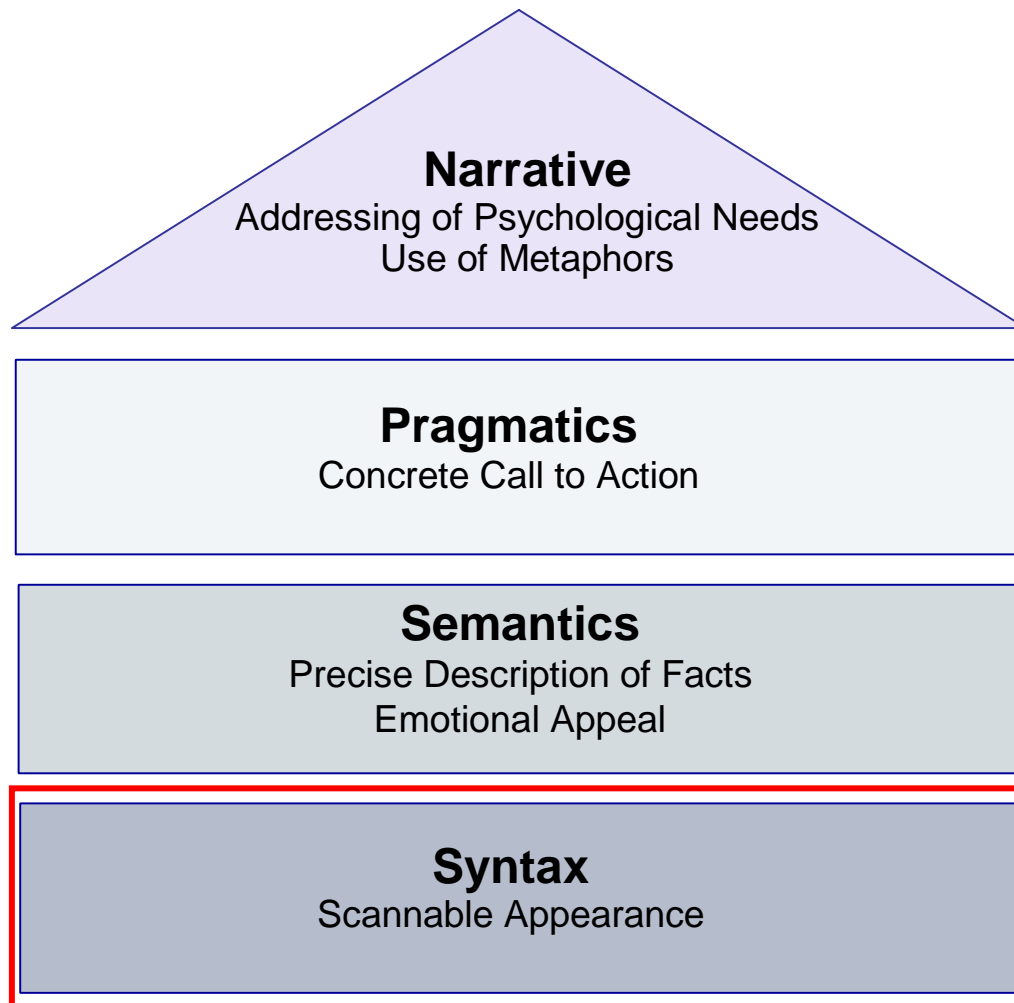 Narrative
Addressing of Psychological Needs
Use of Metaphors
Pragmatics
Concrete Call to Action
Semantics
Precise Description of Facts
Emotional Appeal
Syntax
Scannable Appearance